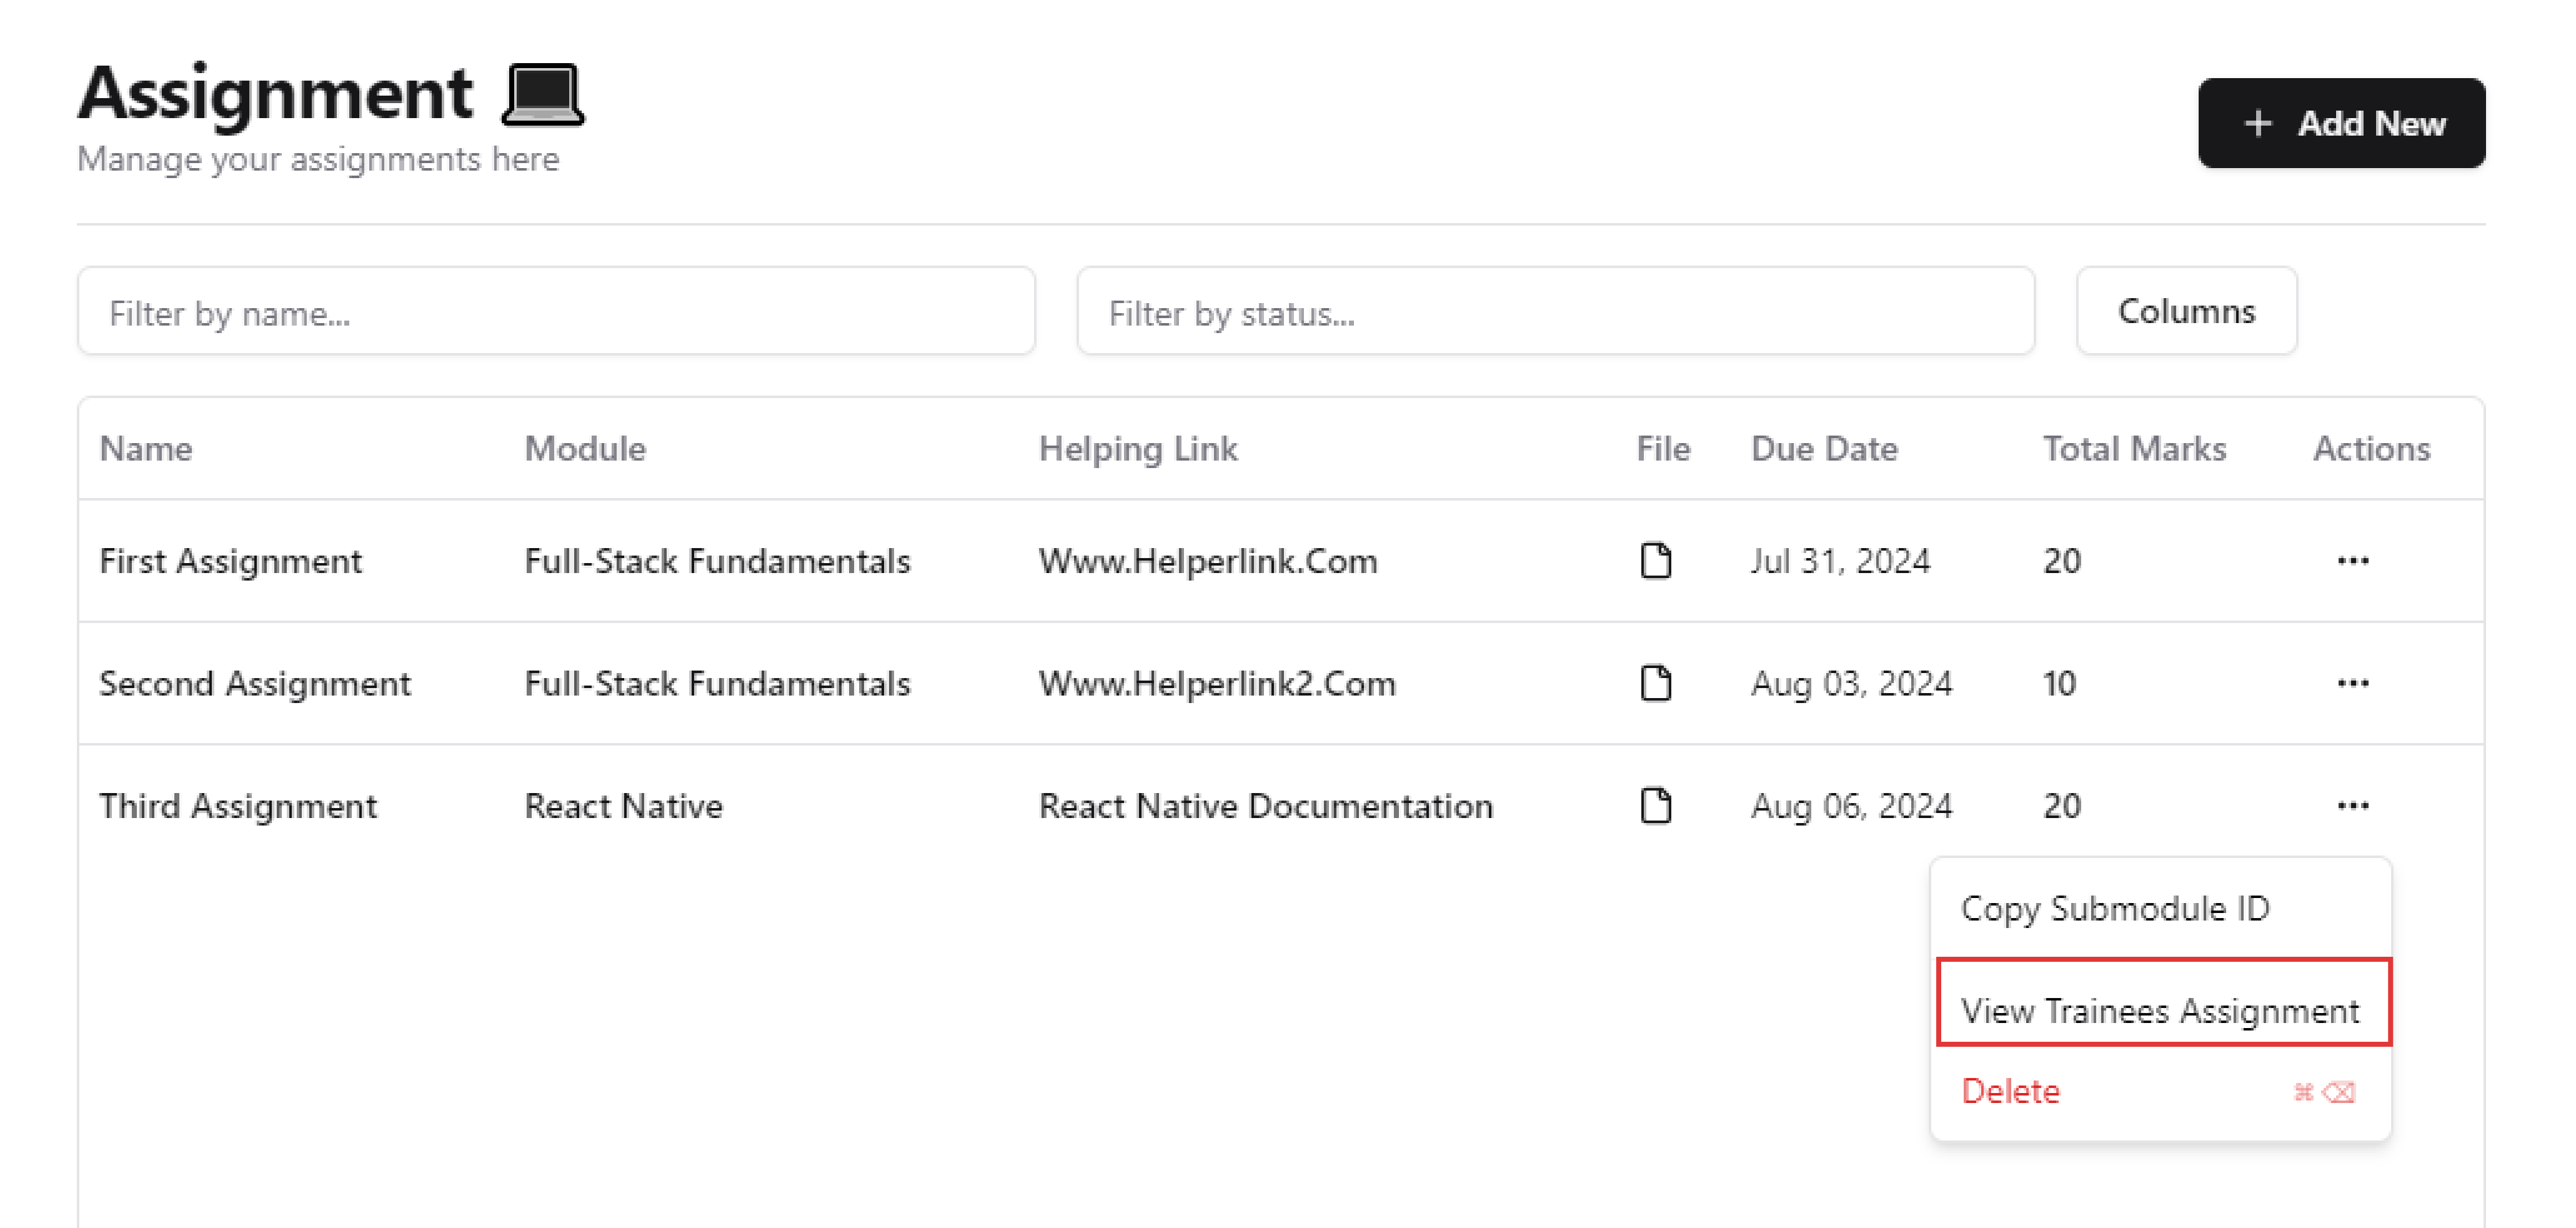 Assignment 💻
Manage your assignments here
+ Add New
Filter by name... Filter by status... Columns
Name Module Helping Link File Due Date Total Marks Actions
First Assignment Full-Stack Fundamentals Www.Helperlink.Com Jul 31, 2024 20 ···
Second Assignment Full-Stack Fundamentals Www.Helperlink2.Com Aug 03, 2024 10 ···
Third Assignment React Native React Native Documentation Aug 06, 2024 20 ···
Copy Submodule ID
View Trainees Assignment
Delete ⌘⌫